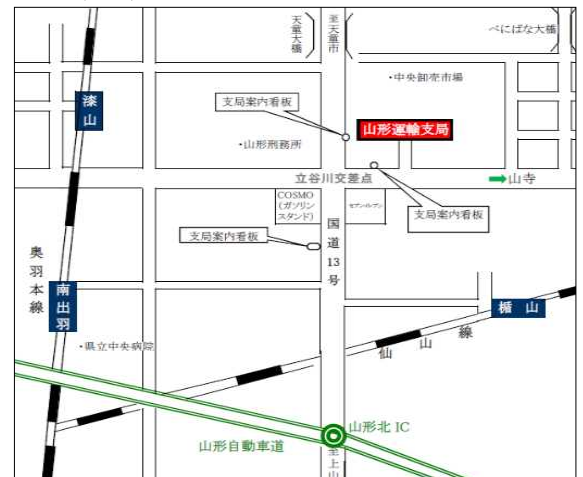 天童大橋
至天童市
べにばな大橋
・中央卸売市場
漆山
支局案内看板
山形運輸支局
・山形刑務所
立谷川交差点
山寺
COSMO
(ガソリン
スタンド)
セブンイレブン
支局案内看板
支局案内看板
国道13号
奥羽本線
南出羽
楯山
仙山線
・県立中央病院
山形北 IC
山形自動車道
至上山